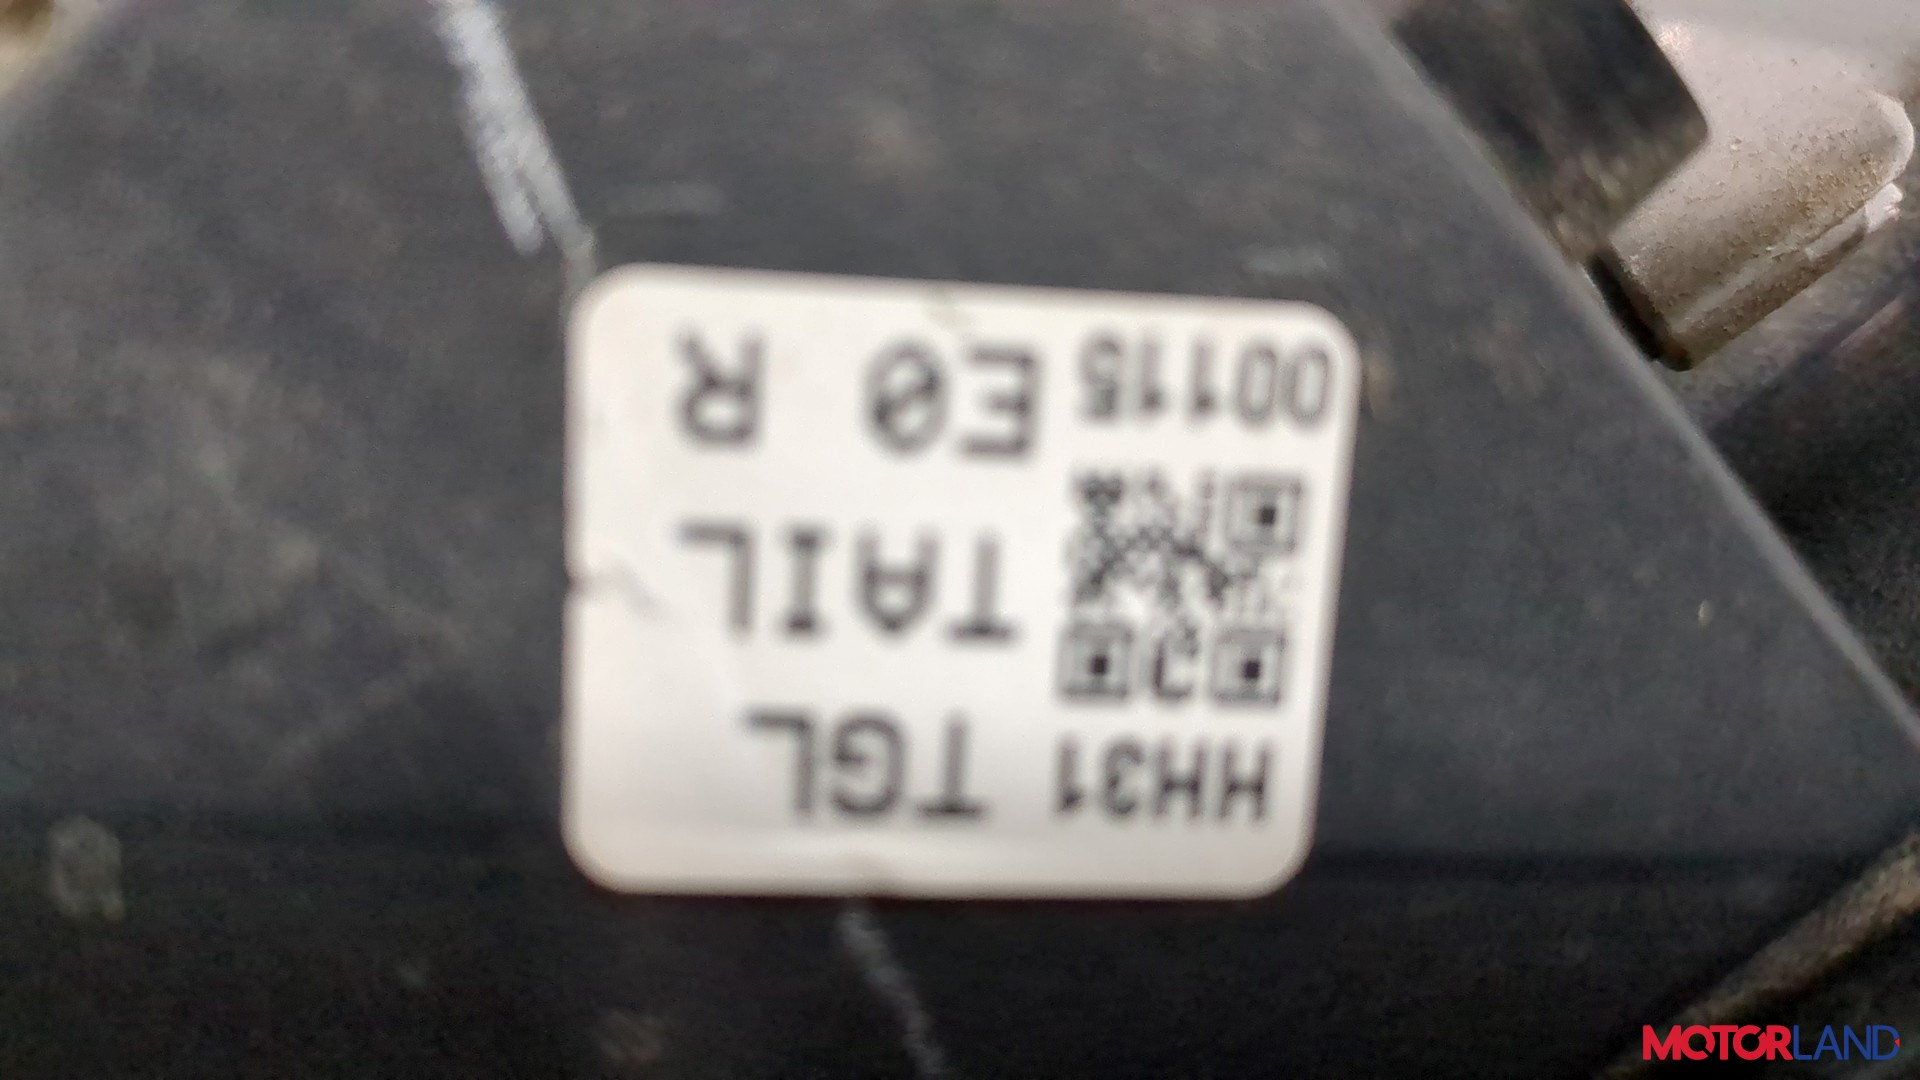 HH31 TGL
TAIL
00115 E0 R
MOTORLAND